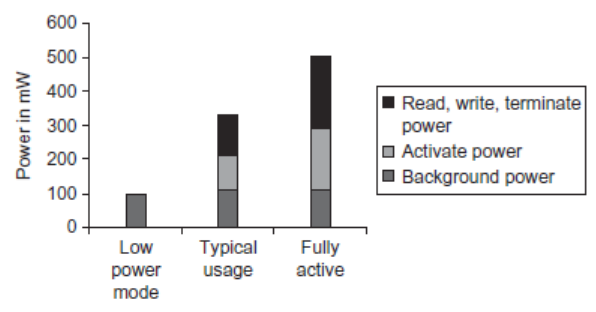 600
500
400
300
200
100
0
Power in mW
Low
power
mode
Typical
usage
Fully
active
Read, write, terminate
power
Activate power
Background power